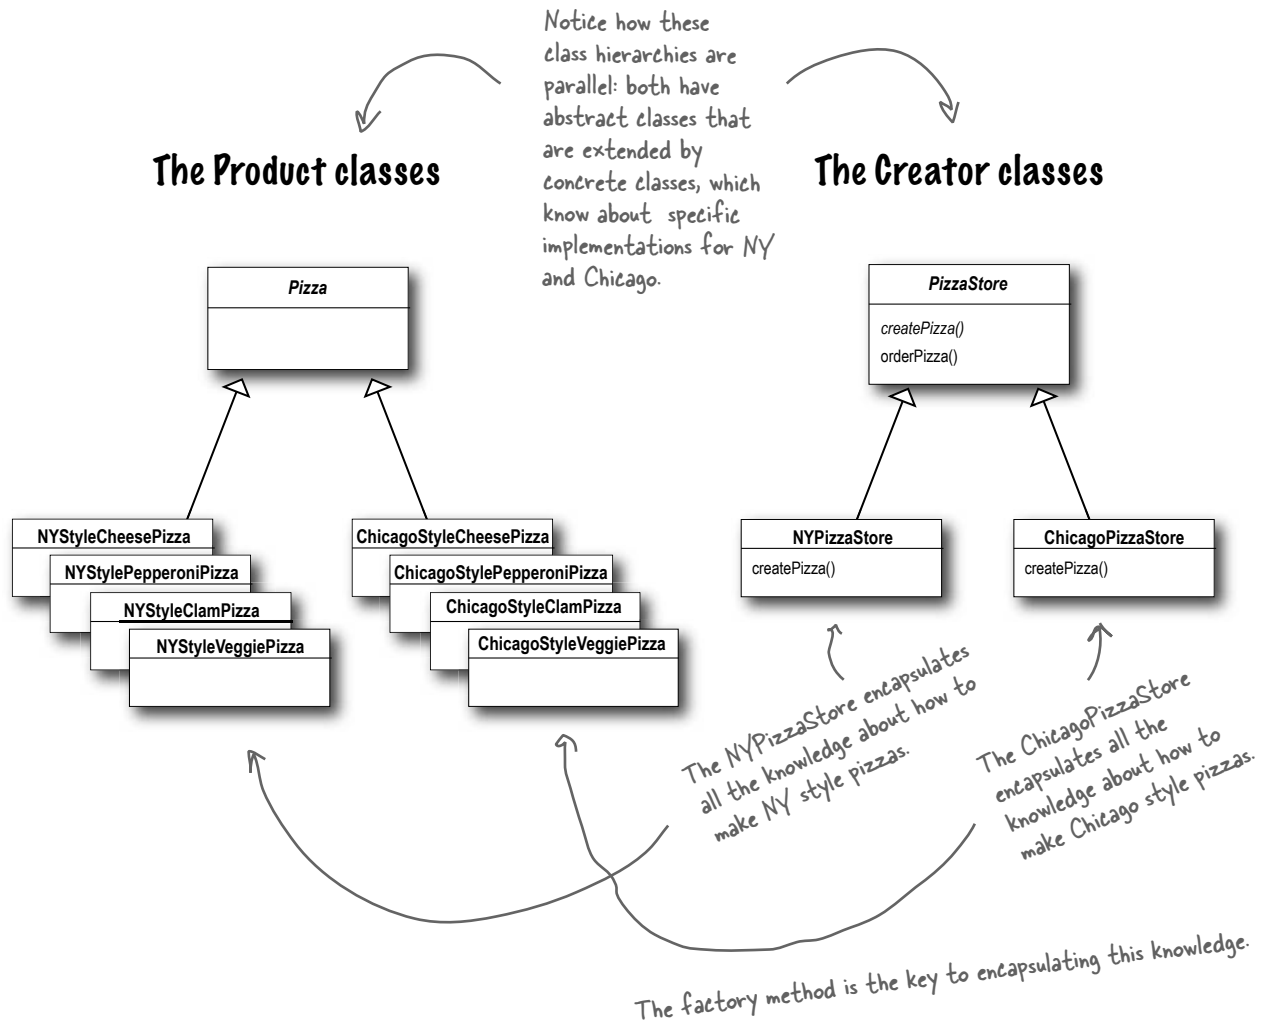 Notice how these
class hierarchies are
parallel: both have
abstract classes that
are extended by
concrete classes, which
know about specific
implementations for NY
and Chicago.
The Product classes
The Creator classes
Pizza
PizzaStore
createPizza()
orderPizza()
NYStyleCheesePizza
NYStylePepperoniPizza
NYStyleClamPizza
NYStyleVeggiePizza
ChicagoStyleCheesePizza
ChicagoStylePepperoniPizza
ChicagoStyleClamPizza
ChicagoStyleVeggiePizza
NYPizzaStore
createPizza()
ChicagoPizzaStore
createPizza()
The NYPizzaStore encapsulates
all the knowledge about how to
make NY style pizzas.
The ChicagoPizzaStore
encapsulates all the
knowledge about how to
make Chicago style pizzas.
The factory method is the key to encapsulating this knowledge.